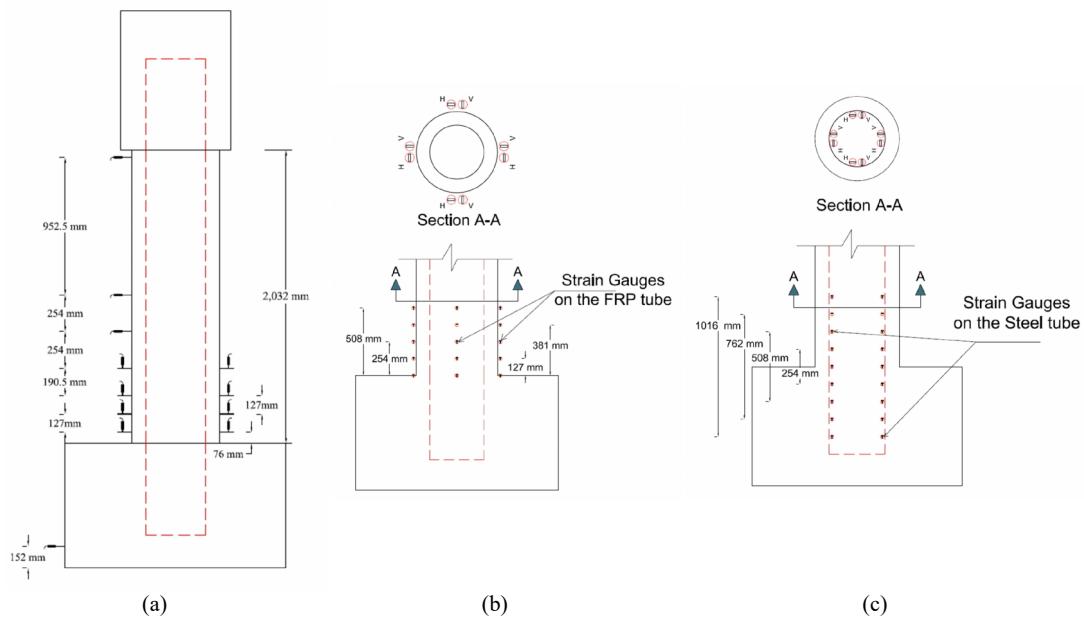 952.5 mm
254 mm
254 mm
190.5 mm
127mm
2,032 mm
127mm
76 mm
152 mm
(a)
H V
V
H
V
H
H V
Section A-A
A A
Strain Gauges
on the FRP tube
508 mm
254 mm
381 mm
127 mm
(b)
H V
V
H
V
H
H V
Section A-A
A A
Strain Gauges
on the Steel tube
1016 mm
762 mm
508 mm
254 mm
(c)